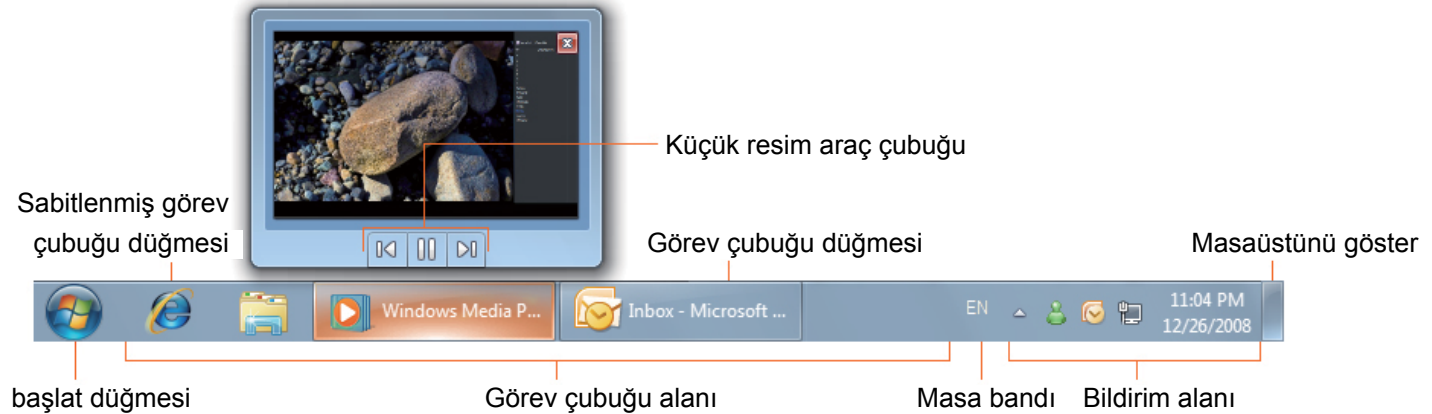 Küçük resim araç çubuğu
Sabitlenmiş görev
çubuğu düğmesi
Görev çubuğu düğmesi
Masaüstünü göster
Windows Media P...
Inbox - Microsoft ...
EN
11:04 PM
12/26/2008
başlat düğmesi
Görev çubuğu alanı
Masa bandı
Bildirim alanı